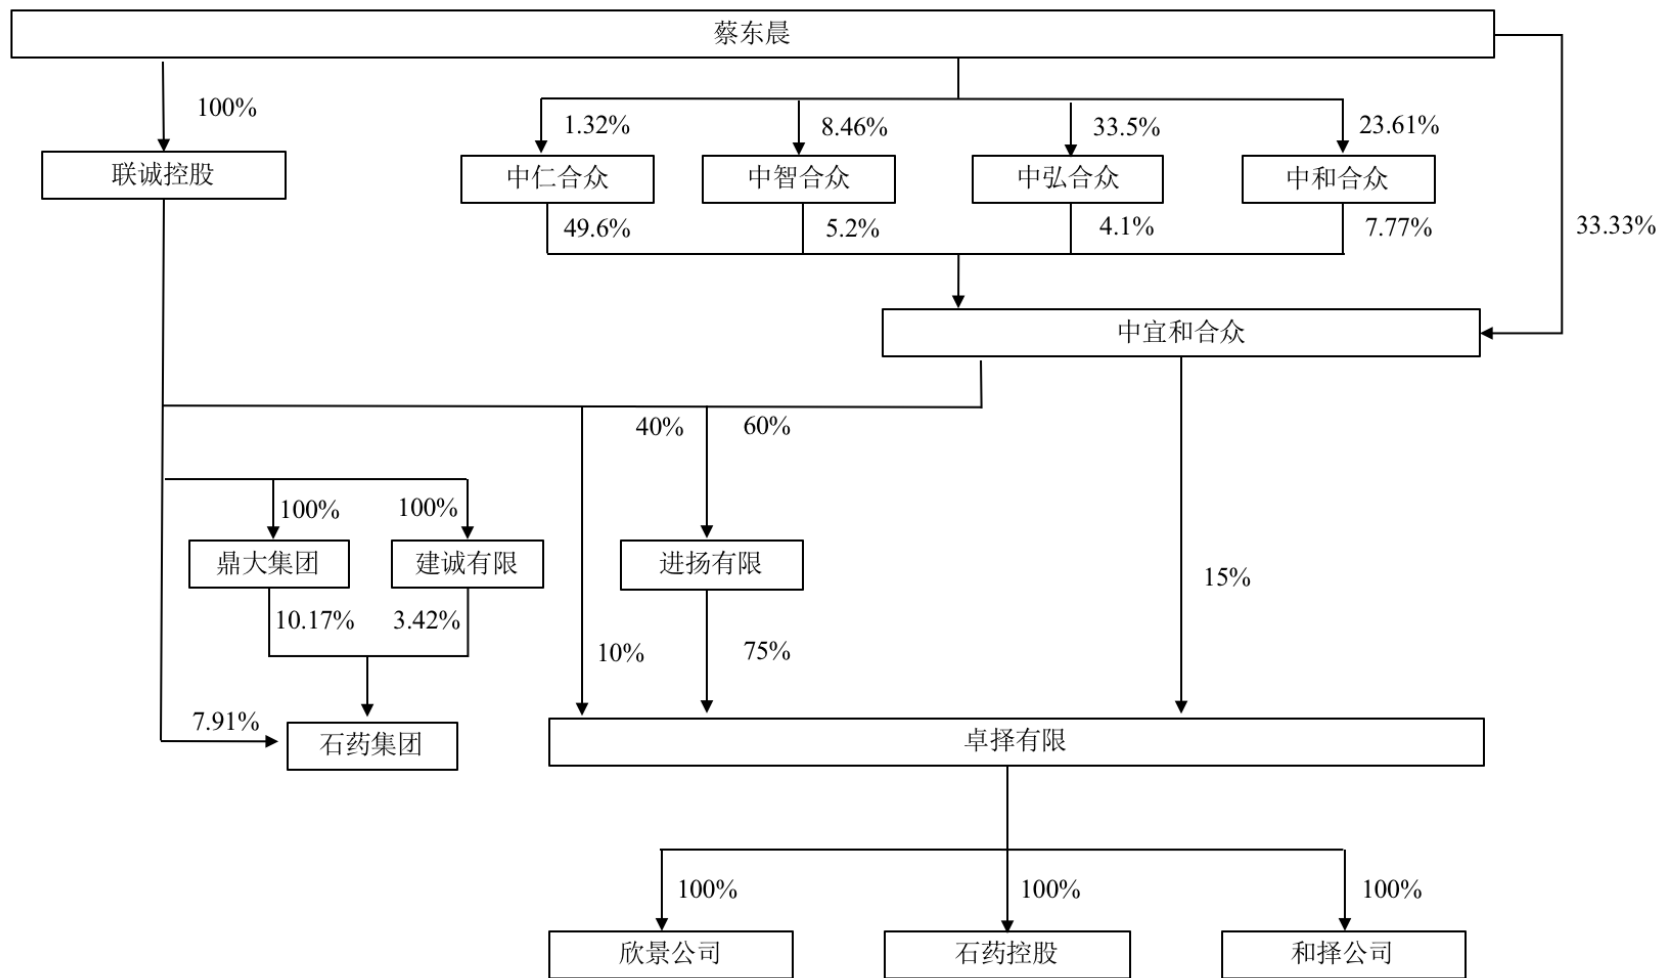 蔡东晨
100%
1.32%
8.46%
33.5%
23.61%
联诚控股
中仁合众
中智合众
中弘合众
中和合众
49.6%
5.2%
4.1%
7.77%
33.33%
中宜和合众
40%
60%
100%
100%
鼎大集团
建诚有限
进扬有限
15%
10.17%
3.42%
10%
75%
7.91%
石药集团
卓择有限
100%
100%
100%
欣景公司
石药控股
和择公司